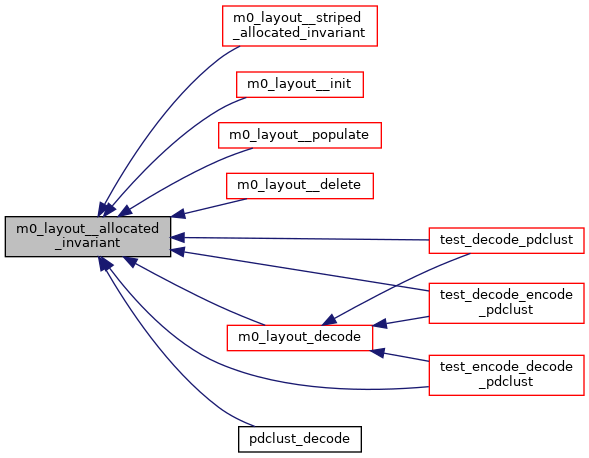 m0_layout__striped
_allocated_invariant
m0_layout__init
m0_layout__populate
m0_layout__delete
m0_layout__allocated
_invariant
test_decode_pdclust
test_decode_encode
_pdclust
m0_layout_decode
test_encode_decode
_pdclust
pdclust_decode